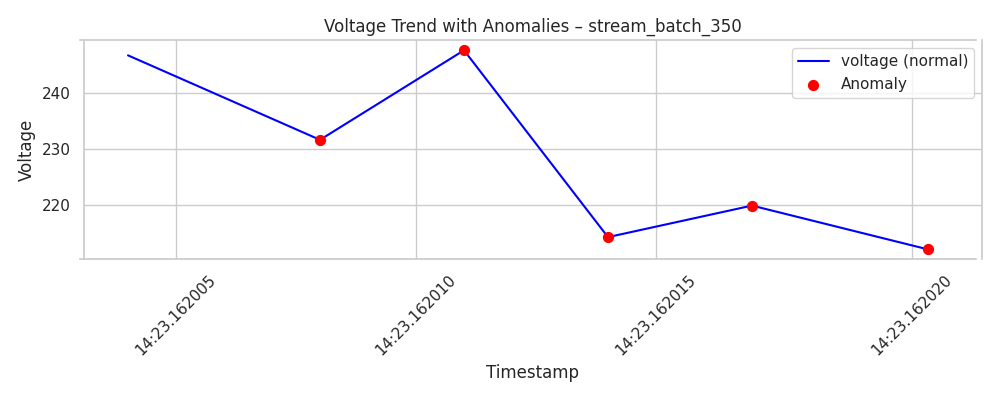 Voltage Trend with Anomalies – stream_batch_350
voltage (normal)
Anomaly
Voltage
240
230
220
14:23.162005
14:23.162010
14:23.162015
14:23.162020
Timestamp